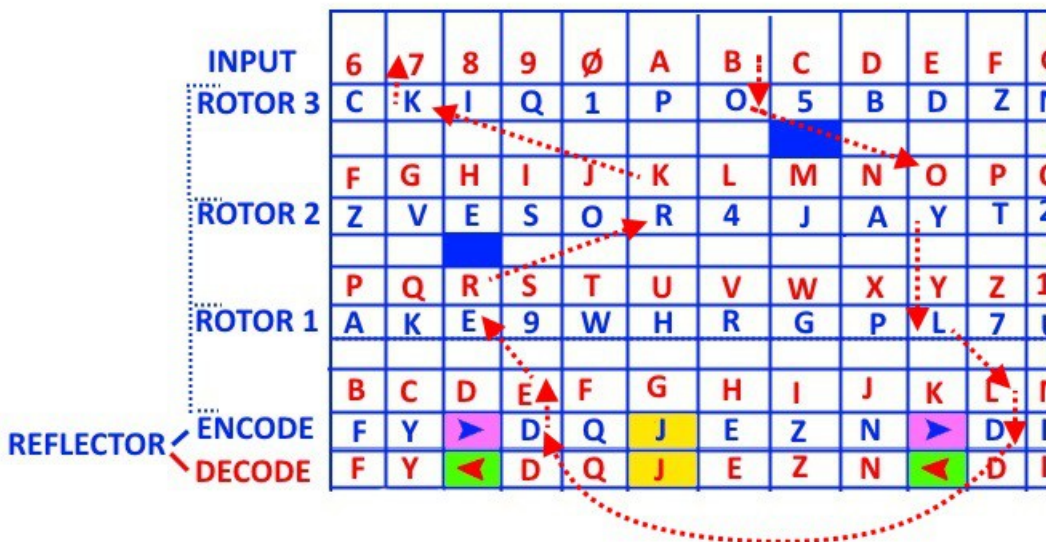 INPUT 6 7 8 9 Ø A B C D E F
ROTOR 3 C K I Q 1 P O 5 B D Z
F G H I J K L M N O P
ROTOR 2 Z V E S O R 4 J A Y T 2
P Q R S T U V W X Y Z 1
ROTOR 1 A K E 9 W H R G P L 7
B C D E F G H I J K L
ENCODE F Y ➤ D Q J E Z N ➤ D
REFLECTOR
DECODE F Y ◄ D Q J E Z N ◄ D